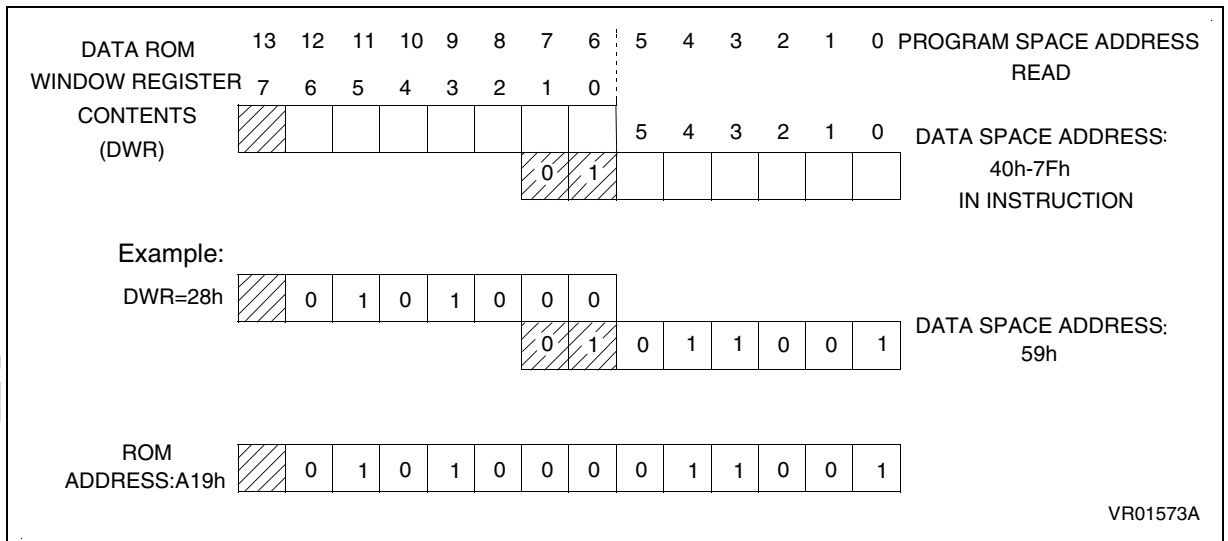 13 12 11 10 9 8 7 6 5 4 3 2 1 0 PROGRAM SPACE ADDRESS
READ
DATA ROM
WINDOW REGISTER 7 6 5 4 3 2 1 0
CONTENTS
(DWR)
5 4 3 2 1 0 DATA SPACE ADDRESS:
0 1 40h-7Fh
IN INSTRUCTION
Example:
DWR=28h 0 1 0 1 0 0 0
0 1 0 1 1 0 0 1 DATA SPACE ADDRESS:
59h
ROM
ADDRESS:A19h 0 1 0 1 0 0 0 0 1 1 0 0 1
VR01573A